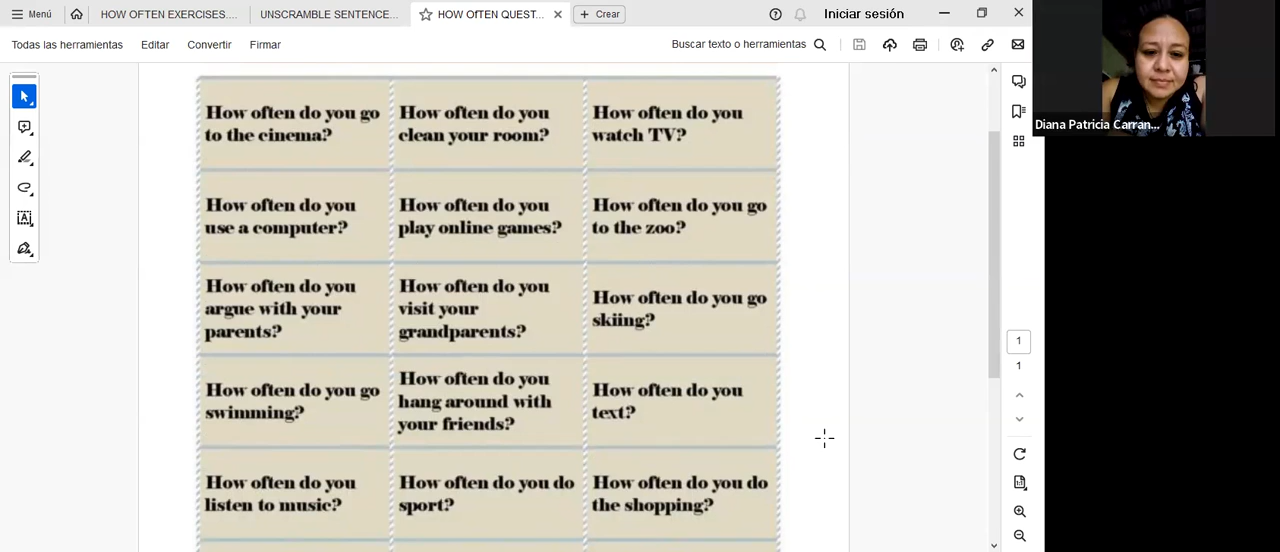 Menú
HOW OFTEN EXERCISES....
UNSCRAMBLE SENTENCE...
HOW OfTEN QUEST...
Crear
Iniciar sesión
Todas las herramientas
Editar
Convertir
Firmar
Buscar texto o herramientas
Diana Patricia Carran...
How often do you go
to the cinema?
How often do you
clean your room?
How often do you
watch TV?
How often do you
use a computer?
How often do you
play online games?
How often do you go
to the zoo?
How often do you
argue with your
parents?
How often do you
visit your
grandparents?
How often do you go
skiing?
How often do you go
swimming?
How often do you
hang around with
your friends?
How often do you
text?
How often do you
listen to music?
How often do you do
sport?
How often do you do
the shopping?
1
1